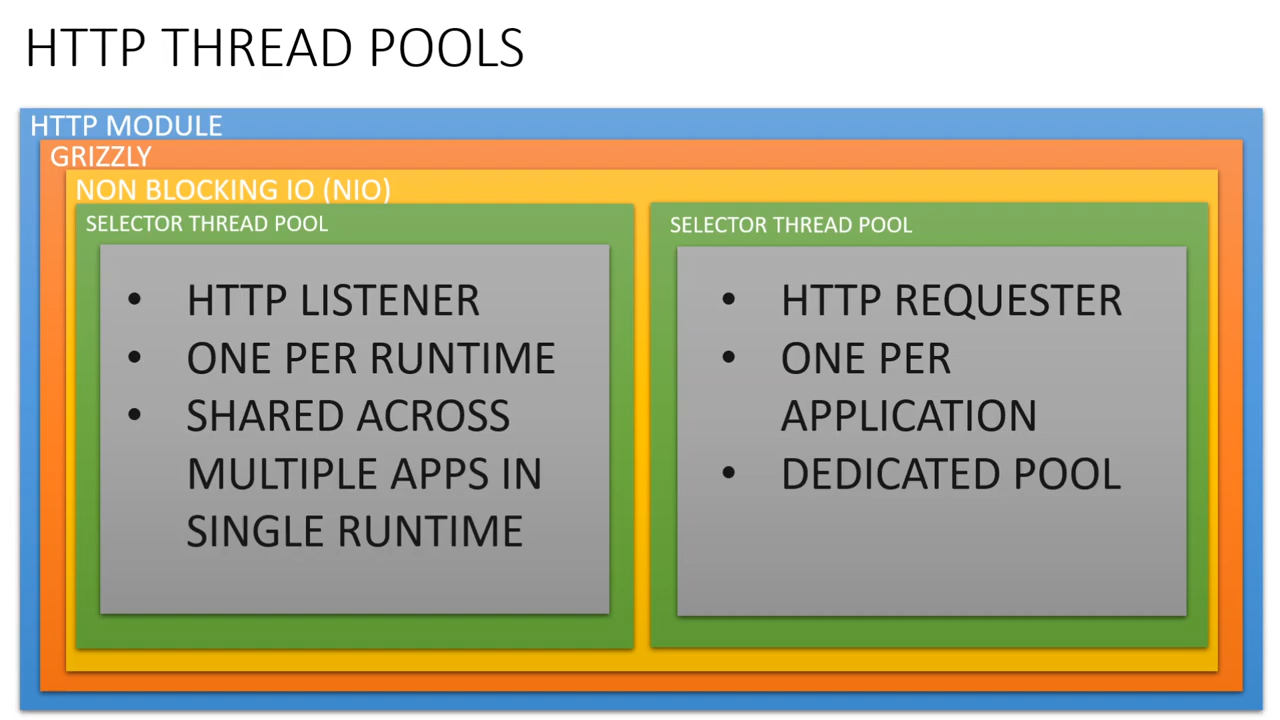 HTTP THREAD POOLS
HTTP MODULE
GRIZZLY
NON BLOCKING IO (NIO)
SELECTOR THREAD POOL
• HTTP LISTENER
• ONE PER RUNTIME
• SHARED ACROSS
MULTIPLE APPS IN
SINGLE RUNTIME
SELECTOR THREAD POOL
• HTTP REQUESTER
• ONE PER
APPLICATION
• DEDICATED POOL